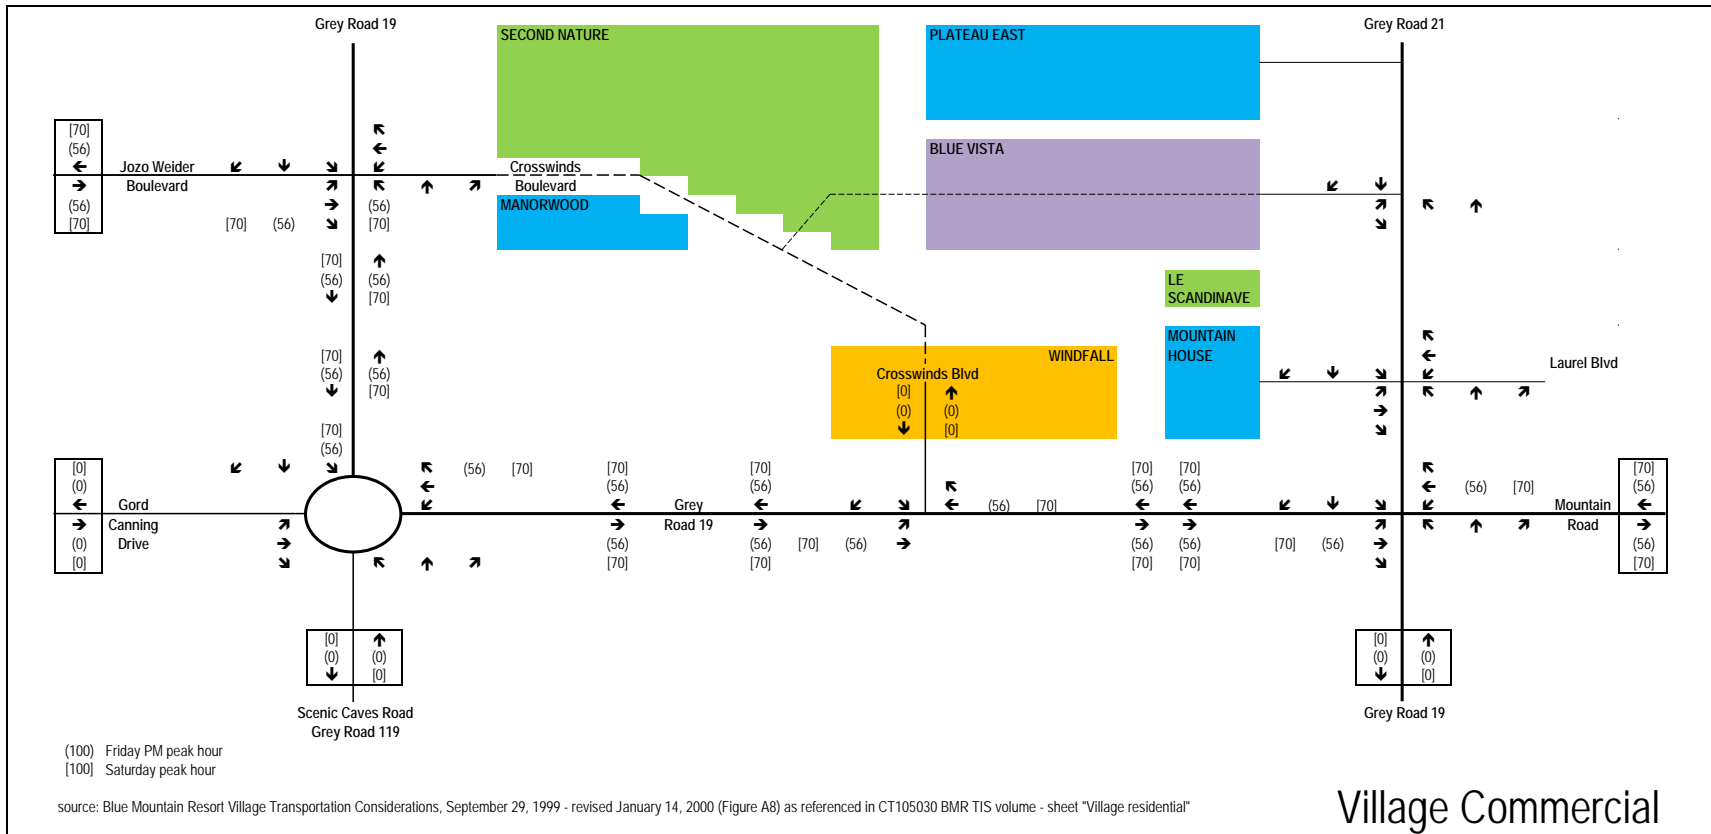 Grey Road 19
Grey Road 21
SECOND NATURE
PLATEAU EAST
[70]
(56)
Jozo Weider
Boulevard
(56)
[70]
[70] (56)
(56)
[70]
Crosswinds
Boulevard
MANORWOOD
BLUE VISTA
[70]
(56) (56)
[70]
LE
SCANDINAVE
MOUNTAIN
HOUSE
WINDFALL
Crosswinds Blvd
[0]
(0) (0)
[0]
Laurel Blvd
[70]
(56) (56)
[70]
[70]
(56)
[0]
(0)
Gord
Canning
Drive
(0)
[0]
(56) [70]
[70]
(56)
(56)
[70]
Grey
Road 19
[70]
(56)
(56)
[70]
[70] (56)
(56) [70]
[70] [70]
(56) (56)
(56) (56)
[70] [70]
[70] (56)
(56) [70]
Mountain
Road
[70]
(56)
(56)
[70]
[0]
(0) (0)
[0]
Scenic Caves Road
Grey Road 119
[0]
(0) (0)
[0]
Grey Road 19
(100) Friday PM peak hour
[100] Saturday peak hour
source: Blue Mountain Resort Village Transportation Considerations, September 29, 1999 - revised January 14, 2000 (Figure A8) as referenced in CT105030 BMR TIS volume - sheet "Village residential"
Village Commercial